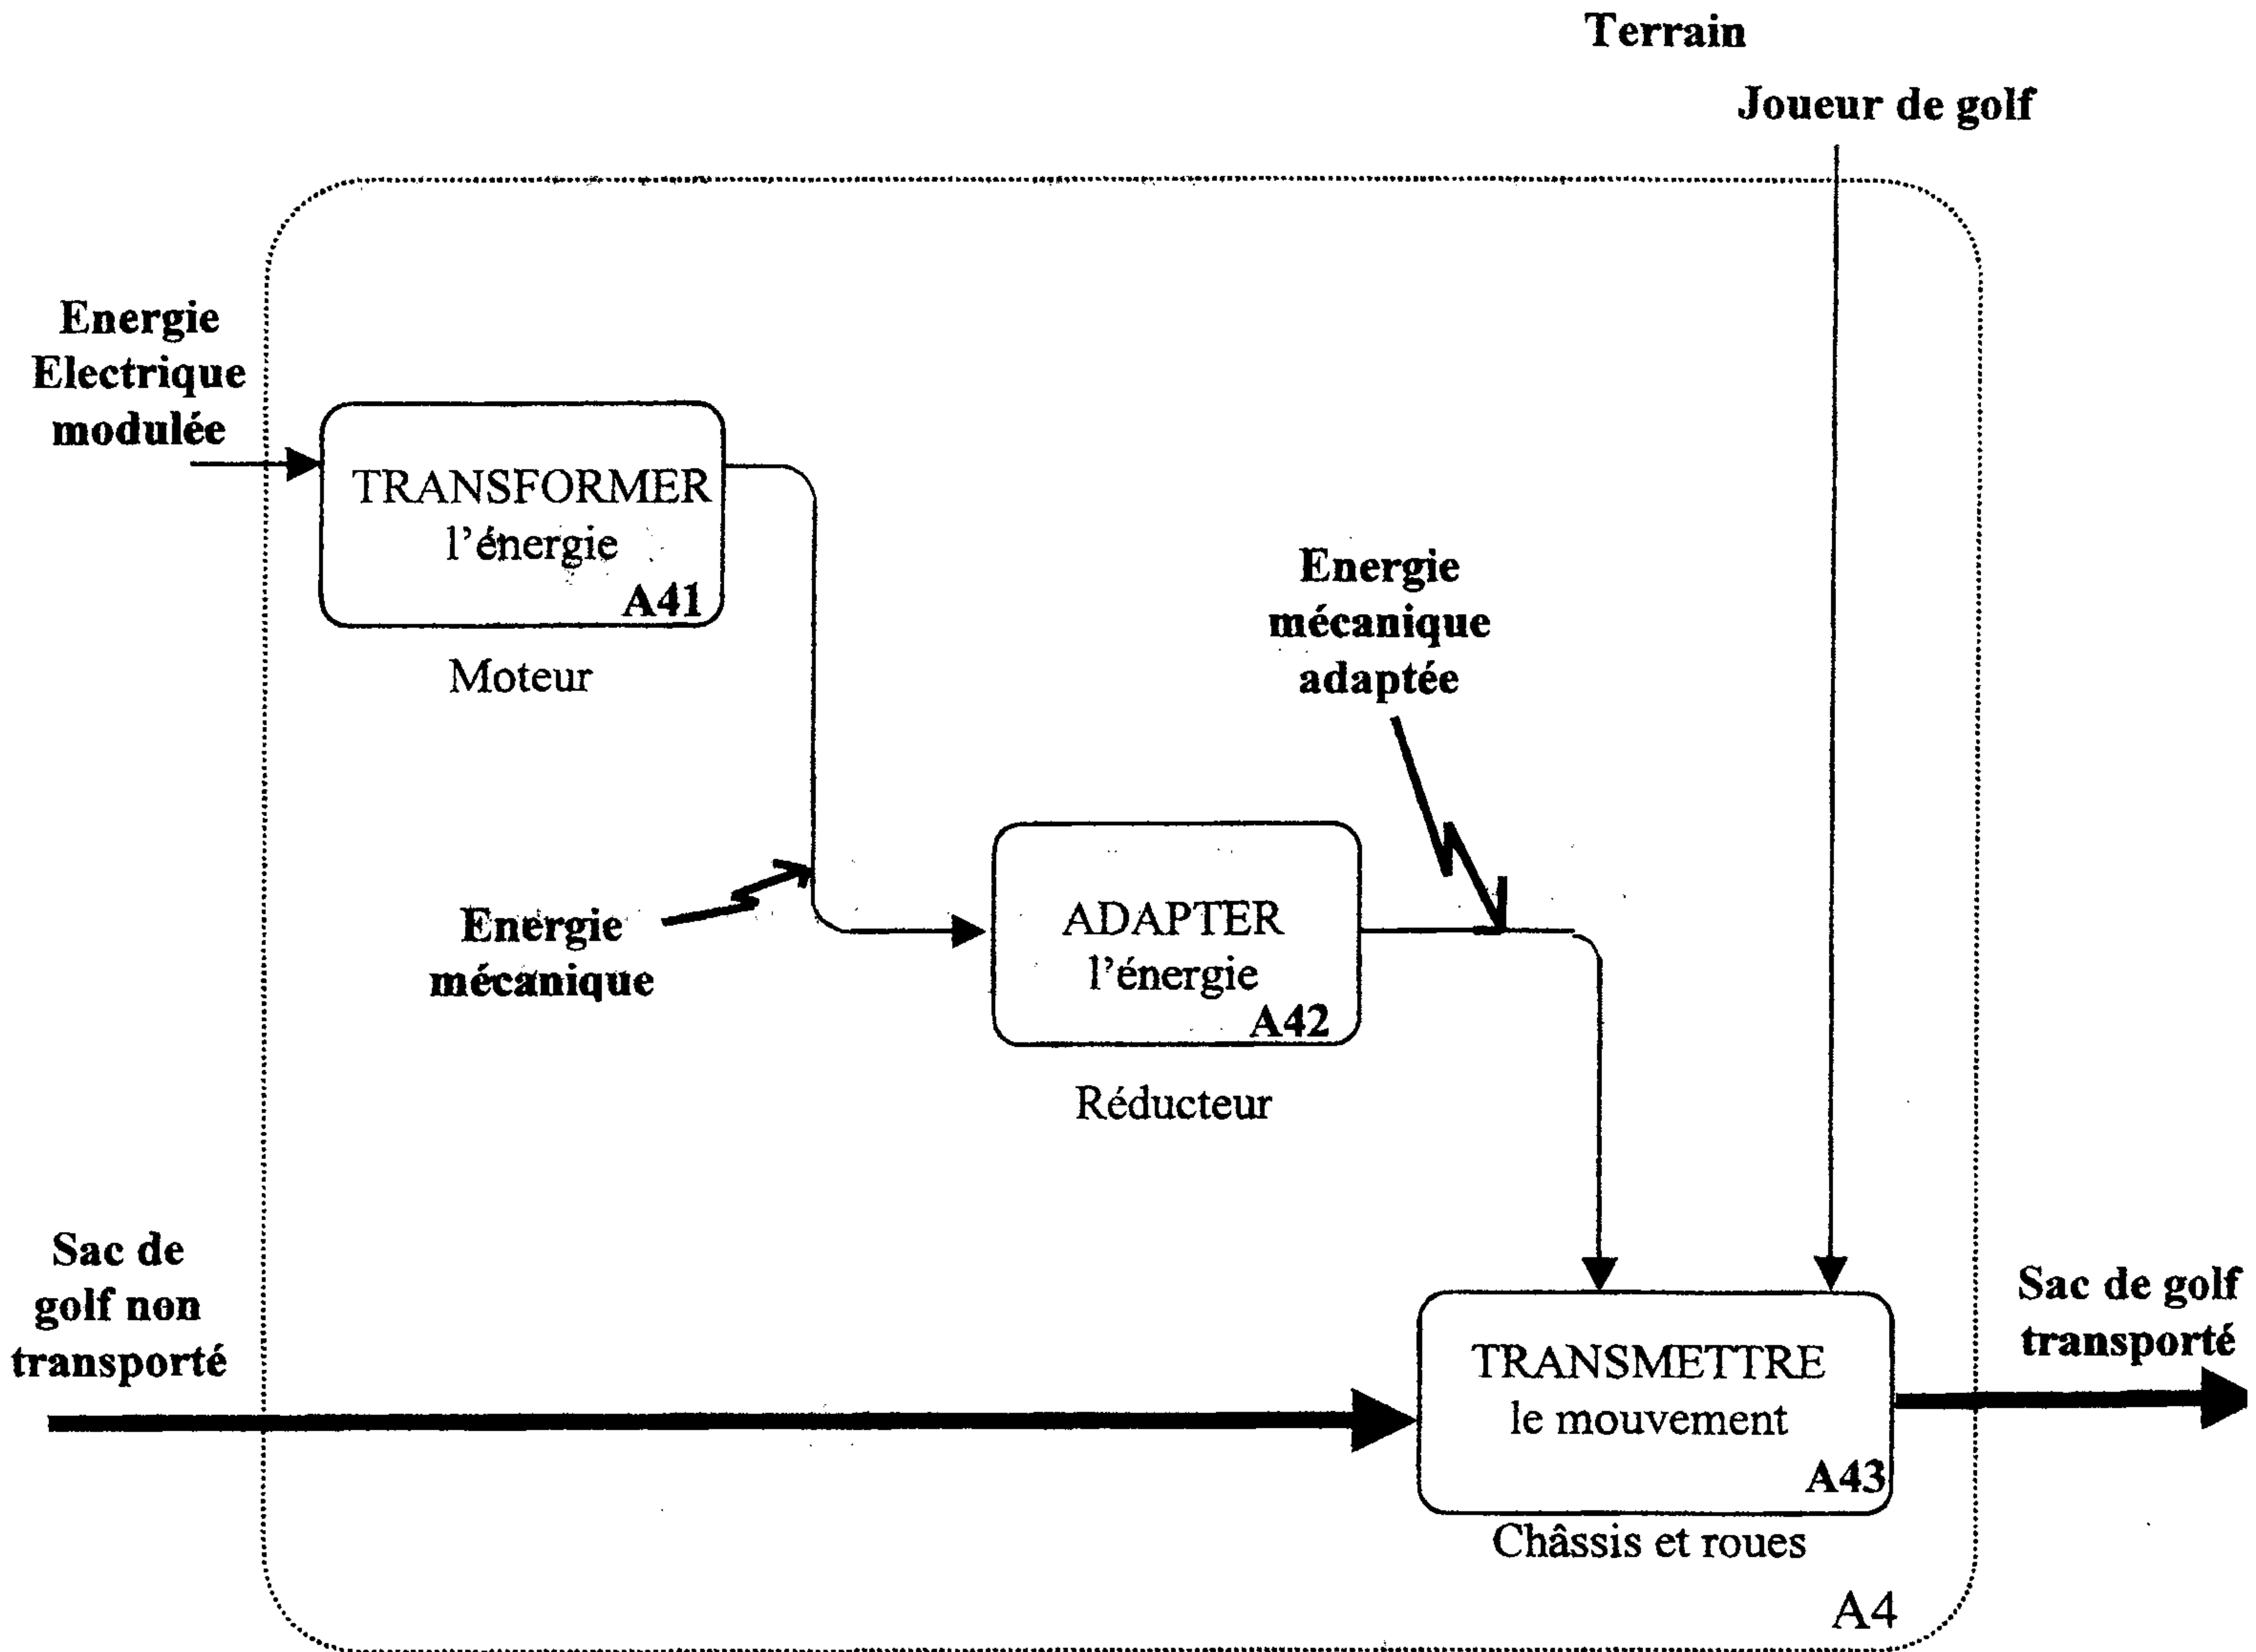 Terrain
Joueur de golf
Energie
Electrique
modulée
TRANSFORMER
l'énergie
A41
Moteur
Energie
mécanique
adaptée
Energie
mécanique
ADAPTER
l'énergie
A42
Réducteur
Sac de
golf non
transporté
TRANSMETTRE
le mouvement
A43
Châssis et roues
Sac de golf
transporté
A4